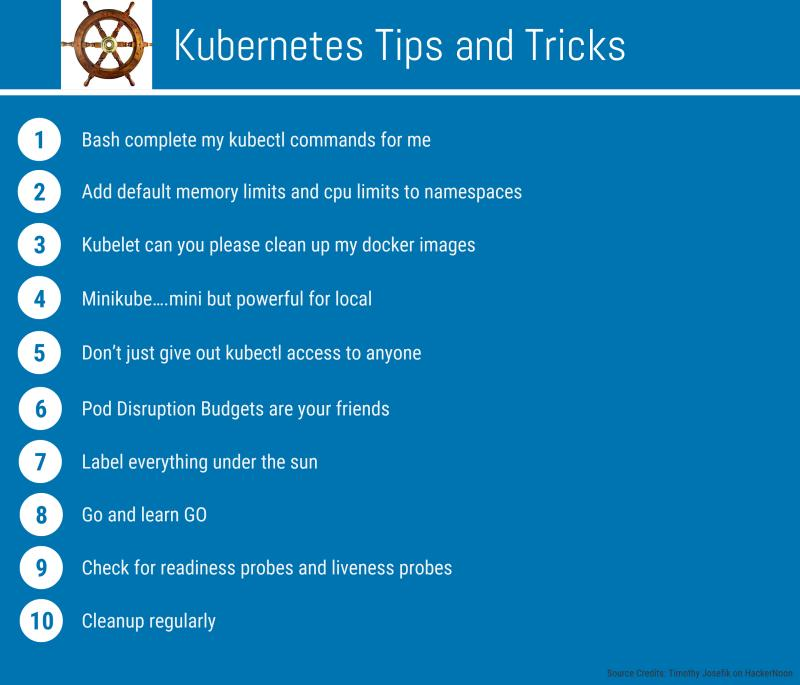 Kubernetes Tips and Tricks
1 Bash complete my kubectl commands for me
2 Add default memory limits and cpu limits to namespaces
3 Kubelet can you please clean up my docker images
4 Minikube....mini but powerful for local
5 Don’t just give out kubectl access to anyone
6 Pod Disruption Budgets are your friends
7 Label everything under the sun
8 Go and learn GO
9 Check for readiness probes and liveness probes
10 Cleanup regularly
Source Credits: Timothy Josefik on HackerNoon